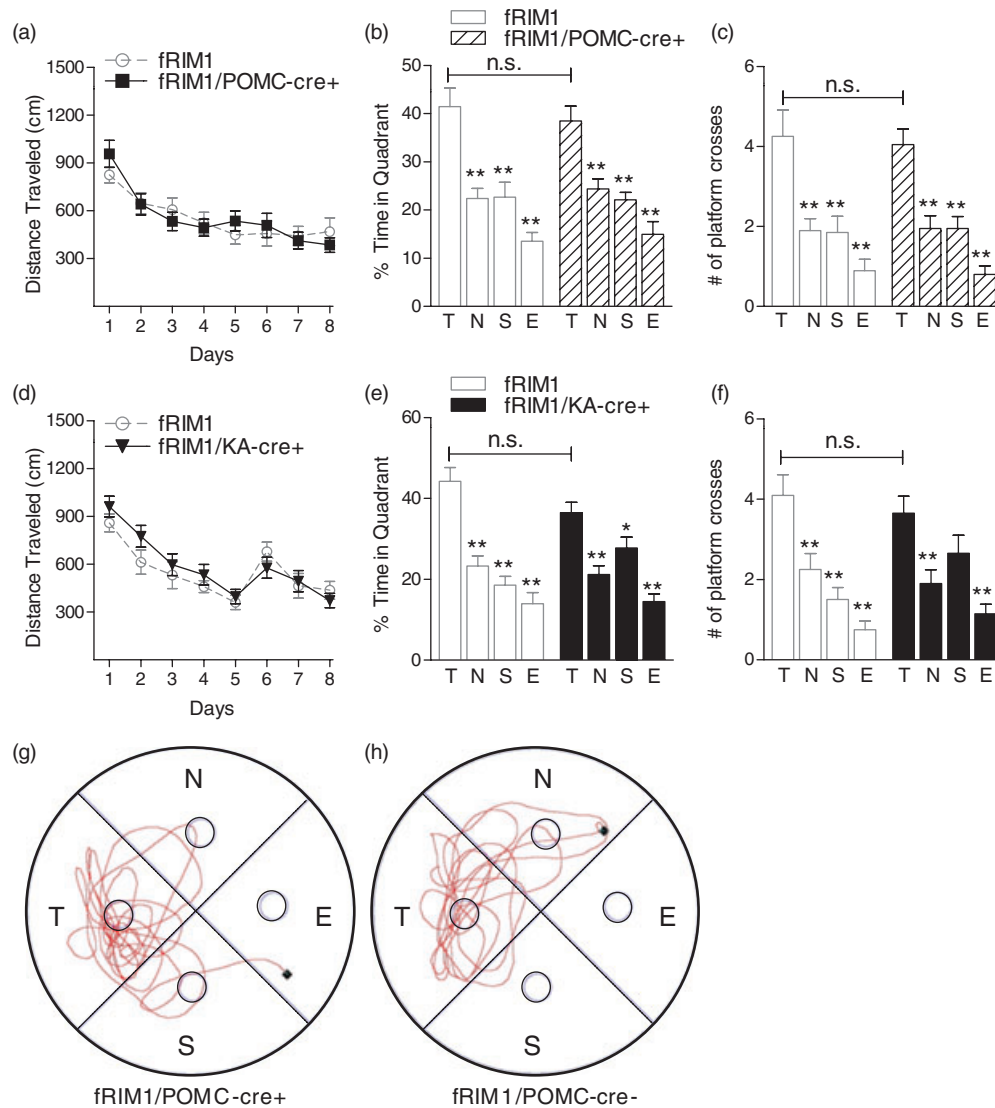 (a)
fRIM1
fRIM1/POMC-cre+
1500
1200
900
600
300
Distance Traveled (cm)
1 2 3 4 5 6 7 8
Days
(b)
fRIM1
fRIM1/POMC-cre+
n.s.
50
40
30
20
10
0
% Time in Quadrant
** ** **
** ** **
T N S E T N S E
(c)
n.s.
6
4
2
0
# of platform crosses
** ** **
** ** **
T N S E T N S E
(d)
fRIM1
fRIM1/KA-cre+
1500
1200
900
600
300
Distance Traveled (cm)
1 2 3 4 5 6 7 8
Days
(e)
fRIM1
fRIM1/KA-cre+
n.s.
60
40
20
0
% Time in Quadrant
** ** **
** * **
T N S E T N S E
(f)
n.s.
6
4
2
0
# of platform crosses
** ** **
** **
T N S E T N S E
(g)
N
T
E
S
fRIM1/POMC-cre+
(h)
N
T
E
S
fRIM1/POMC-cre-